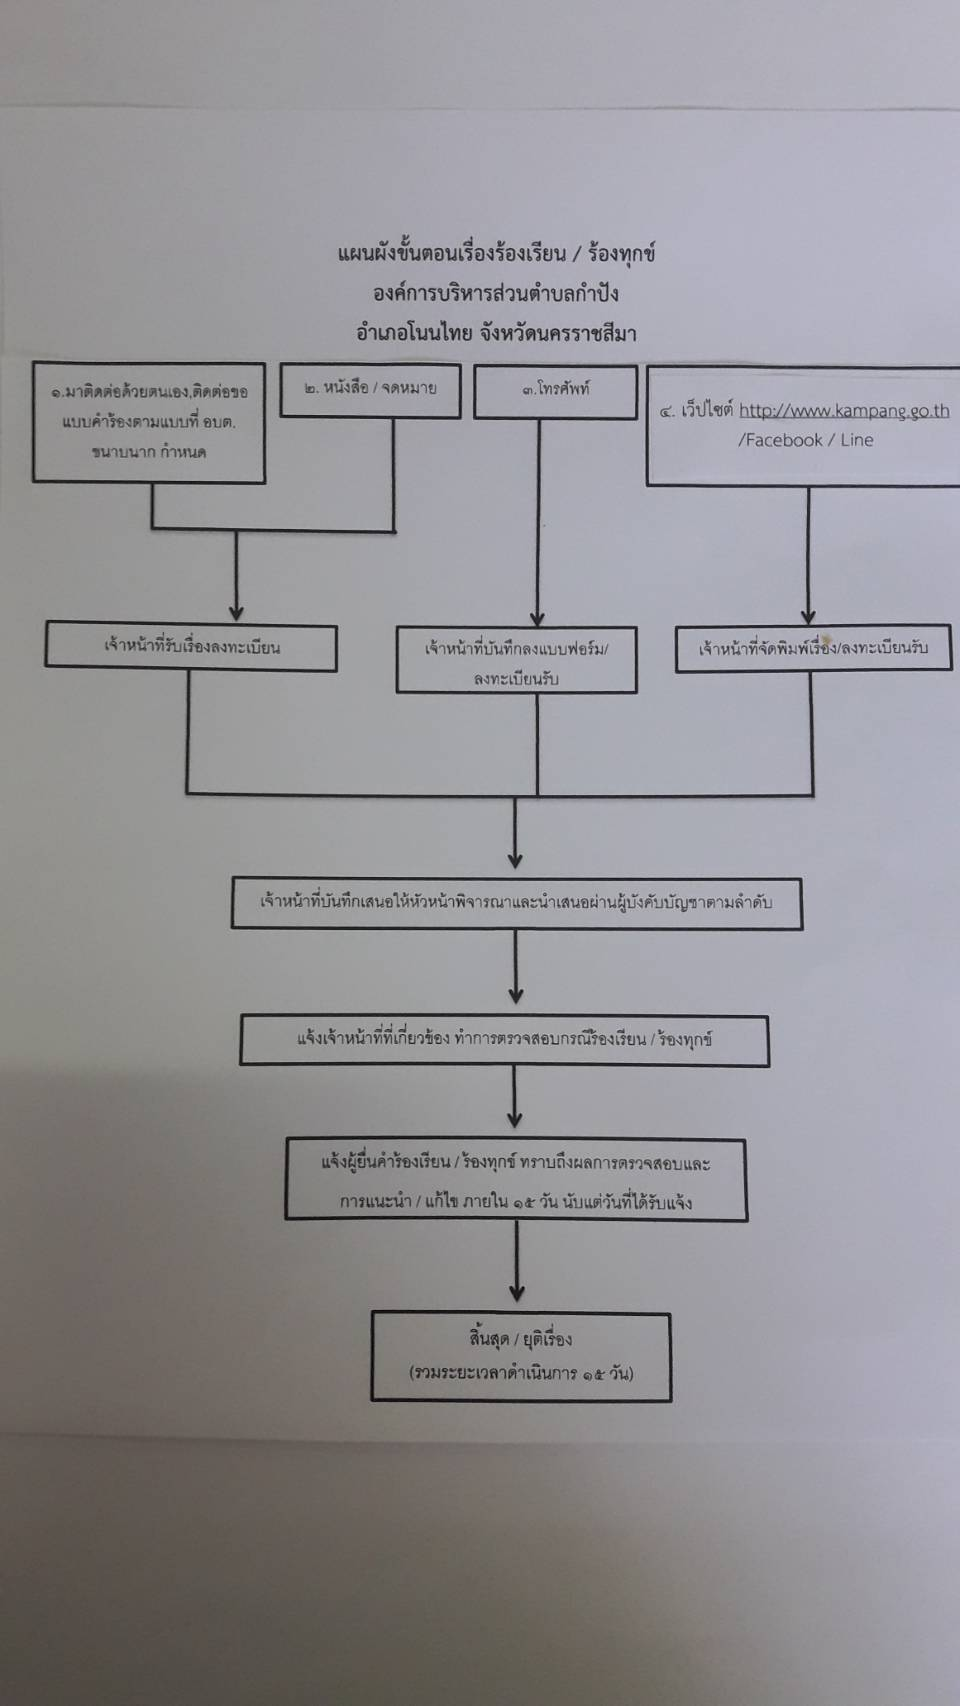 แผนผังขั้นตอนเรื่องร้องเรียน / ร้องทุกข์
องค์การบริหารส่วนตำบลกำปัง
อำเภอโนนไทย จังหวัดนครราชสีมา
๑.มาติดต่อด้วยตนเอง,ติดต่อขอ
แบบคำร้องตามแบบที่ อบต.
ขนาบนาก กำหนด
๒. หนังสือ / จดหมาย
๓.โทรศัพท์
๔. เว็ปไซต์ http://www.kampang.go.th
/Facebook / Line
เจ้าหน้าที่รับเรื่องลงทะเบียน
เจ้าหน้าที่บันทึกลงแบบฟอร์ม/
ลงทะเบียนรับ
เจ้าหน้าที่จัดพิมพ์เรื่อง/ลงทะเบียนรับ
เจ้าหน้าที่บันทึกเสนอให้หัวหน้าพิจารณาและนำเสนอผ่านผู้บังคับบัญชาตามลำดับ
แจ้งเจ้าหน้าที่ที่เกี่ยวข้อง ทำการตรวจสอบกรณีร้องเรียน / ร้องทุกข์
แจ้งผู้ยื่นคำร้องเรียน / ร้องทุกข์ ทราบถึงผลการตรวจสอบและ
การแนะนำ / แก้ไข ภายใน ๑๕ วัน นับแต่วันที่ได้รับแจ้ง
สิ้นสุด / ยุติเรื่อง
(รวมระยะเวลาดำเนินการ ๑๕ วัน)